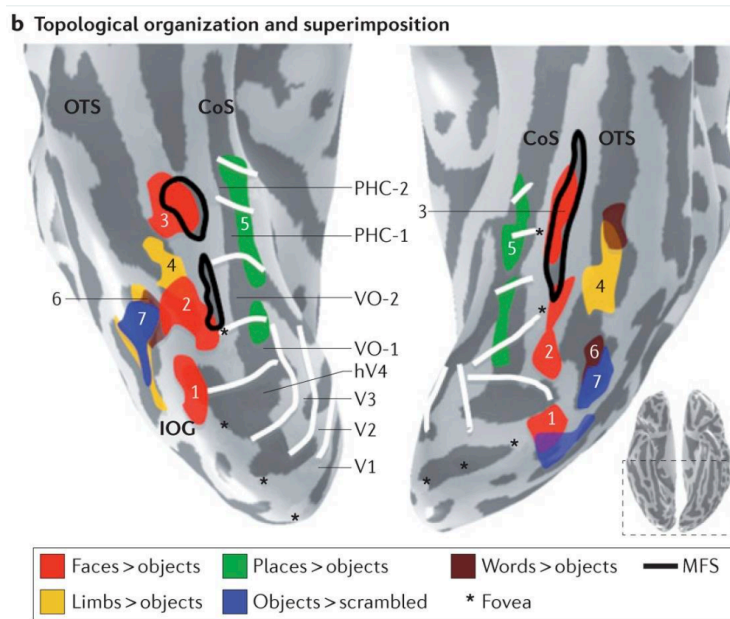 b Topological organization and superimposition
OTS
CoS
CoS
OTS
PHC-2
3
3
PHC-1
5
5
4
4
6
VO-2
2
7
6
VO-1
2
7
hV4
1
V3
1
IOG
V2
V1
*
*
*
*
*
*
*
*
*
Faces > objects
Places > objects
Words > objects
MFS
Limbs > objects
Objects > scrambled
* Fovea